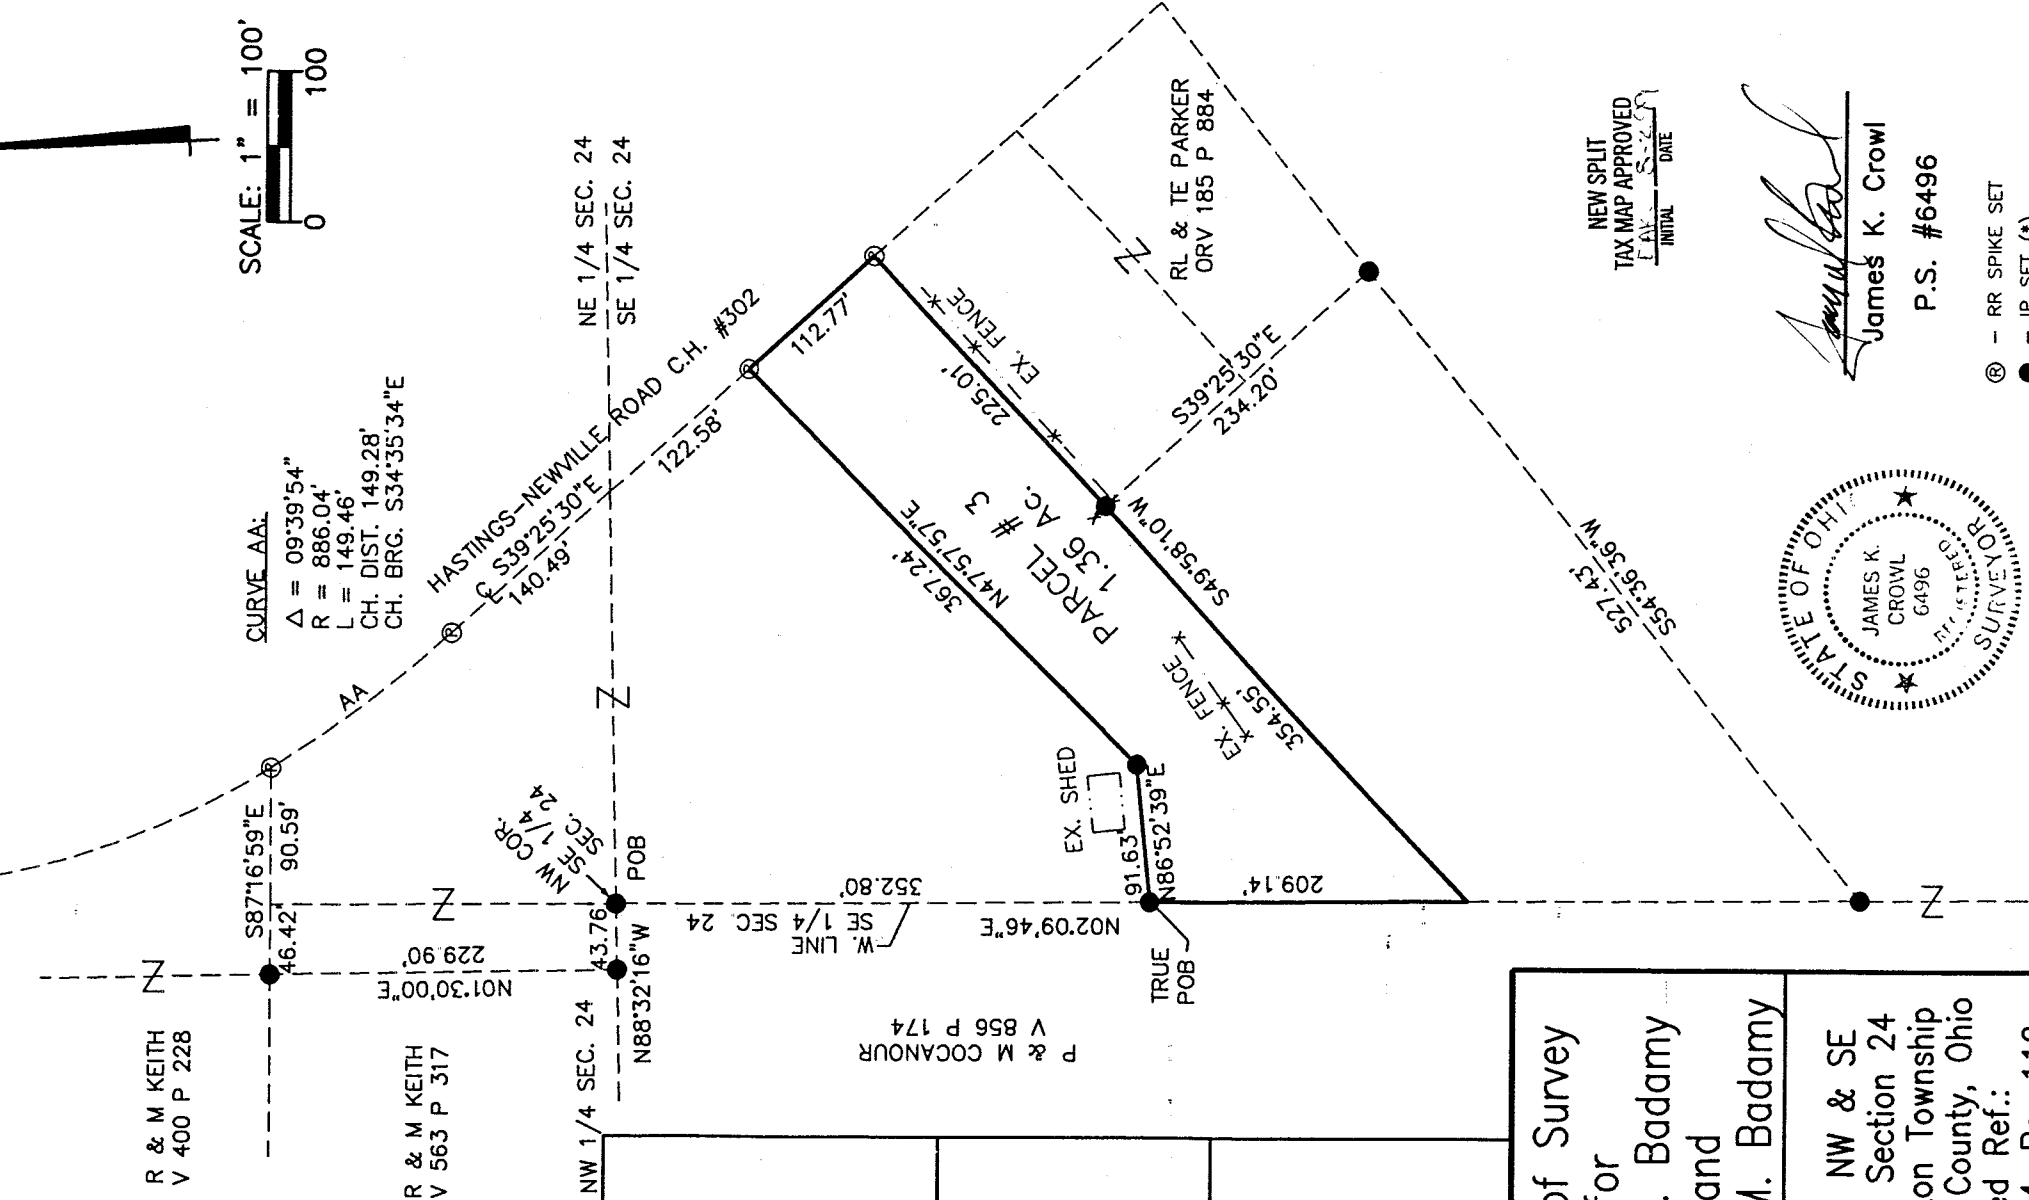 SCALE: 1" = 100'
0
100
CURVE AA:
Δ = 09°39'54"
R = 886.04'
L = 149.46'
CH. DIST. 149.28'
CH. BRG. S34°35'34"E
NE 1/4 SEC. 24
SE 1/4 SEC. 24
HASTINGS-NEWVILLE ROAD C.H. #302
AA
S39°25'30"E
140.49'
122.58'
112.77'
S87°16'59"E
90.59'
46.42'
229.90'
N01°30'00"E
R & M KEITH
V 400 P 228
R & M KEITH
V 563 P 317
NW 1/4 SEC. 24
NW COR.
SE 1/4
SEC. 24
POB
43.76
N88°32'16"W
352.80'
W. LINE
SE 1/4 SEC 24
N02°09'46"E
P & M COCANOUR
V 856 P 174
TRUE
POB
EX. SHED
91.63'
N86°52'39"E
209.14'
367.24'
N47°57'57"E
PARCEL # 3
1.36 AC.
EX. FENCE
225.01'
S49°58'10"W
EX. FENCE
354.55'
RL & TE PARKER
ORV 185 P 884
S39°25'30"E
234.20'
527.43'
S54°36'36"W
NEW SPLIT
TAX MAP APPROVED
INITIAL
DATE
James K. Crowl
P.S. #6496
Ⓡ - RR SPIKE SET
● - IP SET (*)
STATE OF OHIO
JAMES K.
CROWL
6496
REGISTERED
SURVEYOR
of Survey
for
. Badamy
and
M. Badamy
NW & SE
Section 24
on Township
County, Ohio
ed Ref.: